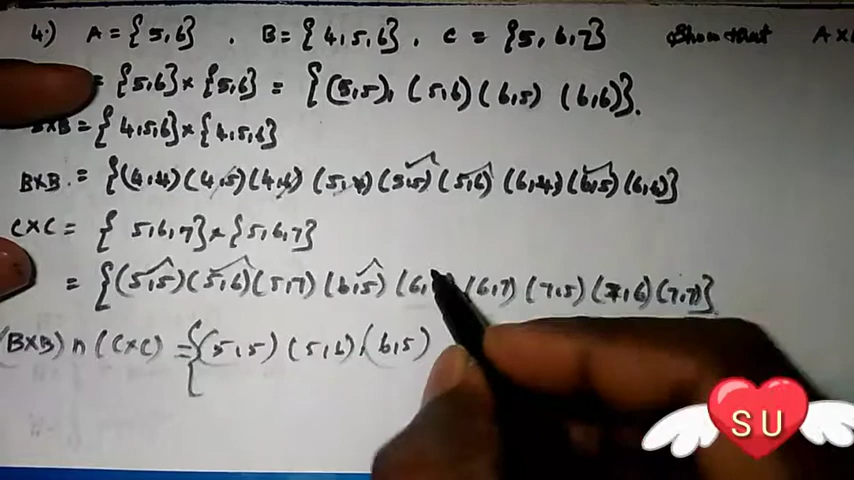 4.) A = {5,6} . B = {4,5,6} . C = {5,6,7} Show that A×
= {5,6} × {5,6} = {(5,5), (5,6) (6,5) (6,6)}.
×B = {4,5,6} × {4,5,6}
B×B = {(4,4) (4,5) (4,6) (5,4) (5,5) (5,6) (6,4) (6,5) (6,6)}
C×C = {5,6,7} × {5,6,7}
= {(5,5) (5,6) (5,7) (6,5) (6, (6,7) (7,5) (7,6) (7,7)}
(B×B) n (C×C) = {(5,5) (5,6), (6,5)
SU